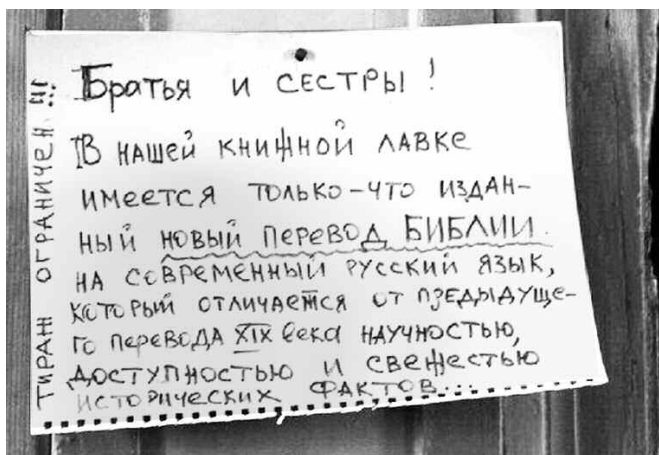 Братья и сестры!
В нашей книжной лавке
имеется только-что издан-
ный новый перевод БИБЛИИ
на современный русский язык,
который отличается от предыдуще-
го перевода XIX века научностью,
доступностью и свежестью
исторических фактов...
Тираж ограничен!!!